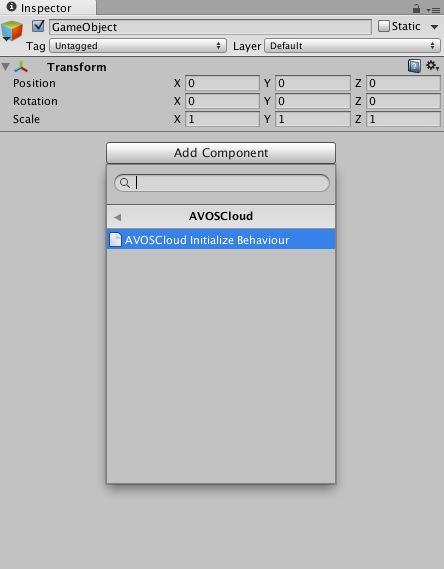 Inspector
GameObject
Static
Tag Untagged Layer Default
Transform
Position X 0 Y 0 Z 0
Rotation X 0 Y 0 Z 0
Scale X 1 Y 1 Z 1
Add Component
AVOSCloud
AVOSCloud Initialize Behaviour